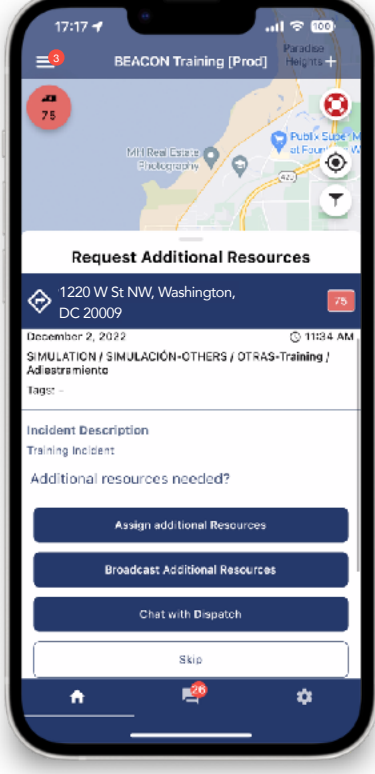 17:17
100
3
BEACON Training [Prod]
Paradise
Heights
75
MH Real Estate
Photography
Publix Supe M
at Foun W
423
Request Additional Resources
1220 W St NW, Washington,
DC 20009
75
December 2, 2022
11:34 AM
SIMULATION / SIMULACIÓN-OTHERS / OTRAS-Training /
Adiestramiento
Tags: -
Incident Description
Training Incident
Additional resources needed?
Assign additional Resources
Broadcast Additional Resources
Chat with Dispatch
Skip
26